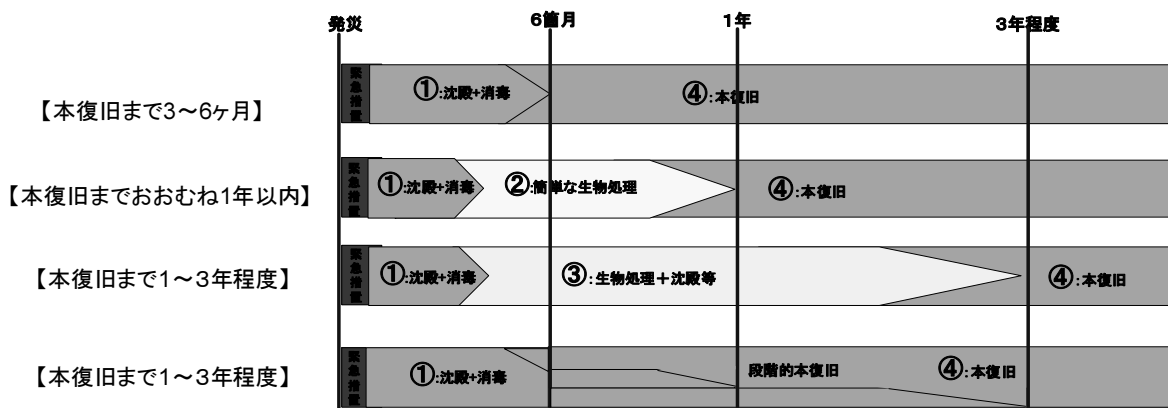 発災
6箇月
1年
3年程度
【本復旧まで3～6ヶ月】
緊急措置
①:沈殿+消毒
④:本復旧
【本復旧までおおむね1年以内】
緊急措置
①:沈殿+消毒
②:簡単な生物処理
④:本復旧
【本復旧まで1～3年程度】
緊急措置
①:沈殿+消毒
③:生物処理＋沈殿等
④:本復旧
【本復旧まで1～3年程度】
緊急措置
①:沈殿+消毒
段階的本復旧
④:本復旧